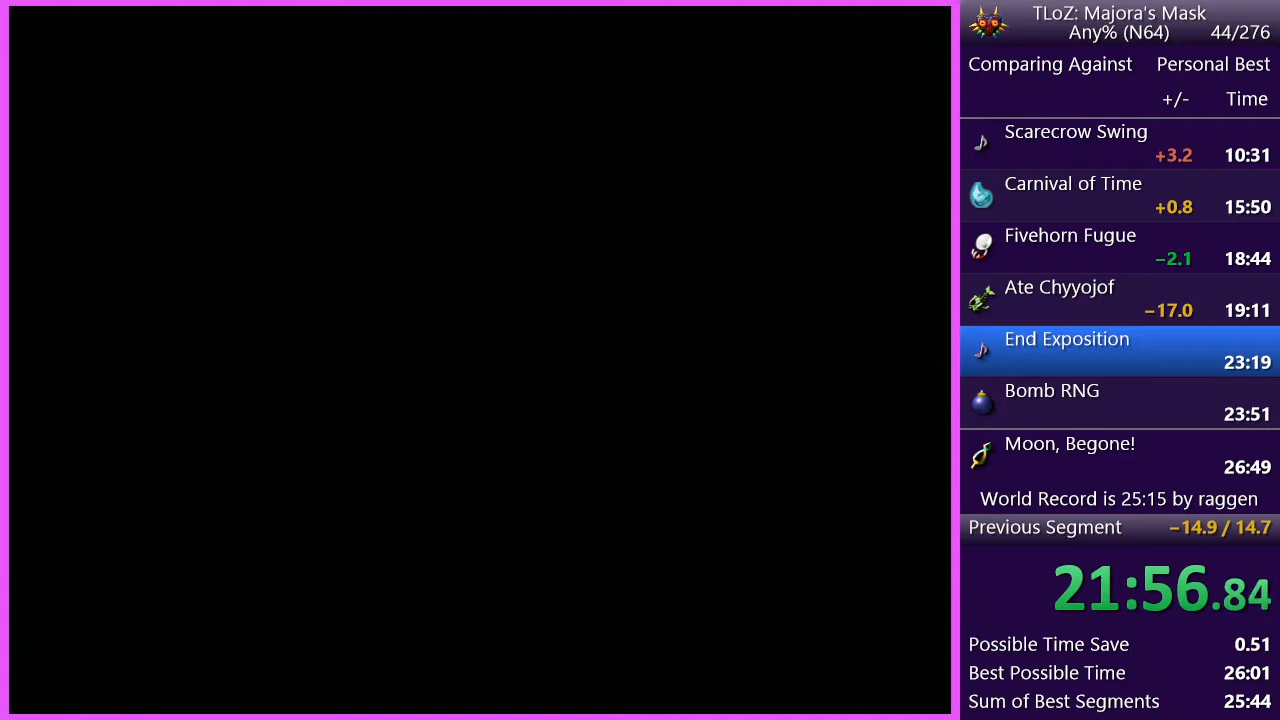 TLoZ: Majora's Mask
Any% (N64) 44/276
Comparing Against Personal Best
+/- Time
Scarecrow Swing
+3.2 10:31
Carnival of Time
+0.8 15:50
Fivehorn Fugue
−2.1 18:44
Ate Chyyojof
−17.0 19:11
End Exposition
23:19
Bomb RNG
23:51
Moon, Begone!
26:49
World Record is 25:15 by raggen
Previous Segment −14.9 / 14.7
21:56.84
Possible Time Save 0.51
Best Possible Time 26:01
Sum of Best Segments 25:44